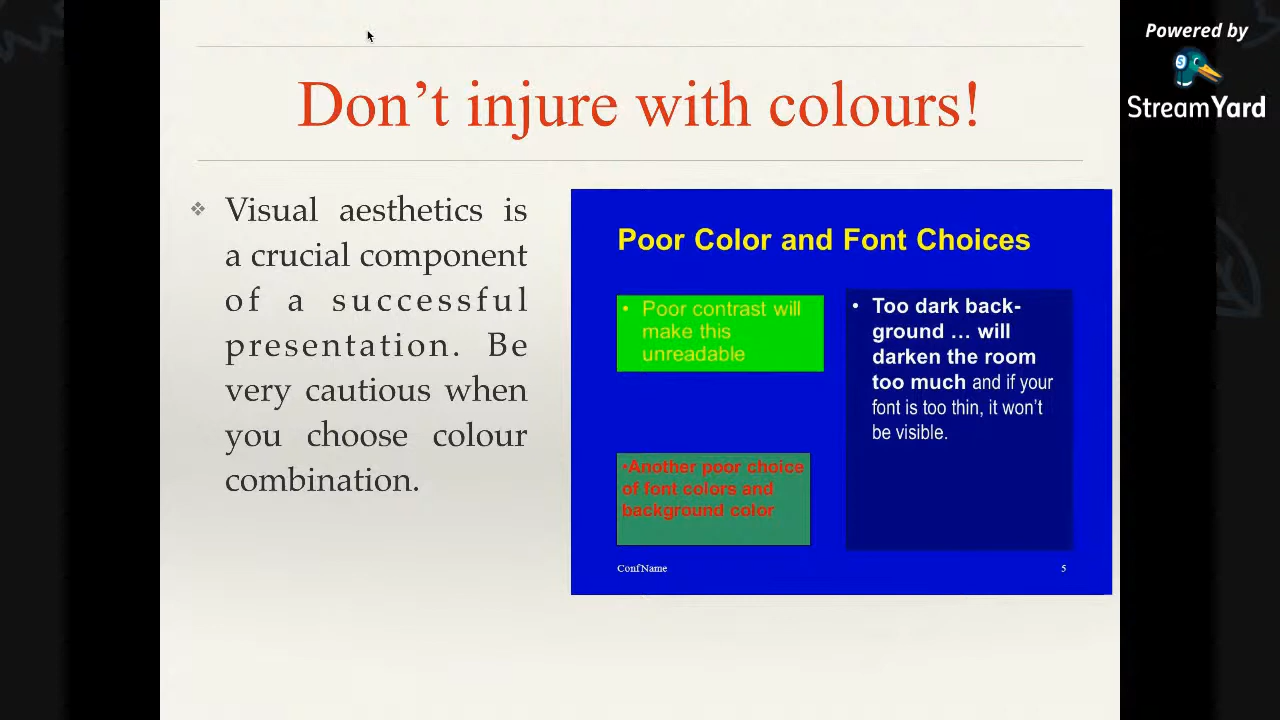 Powered by
StreamYard
Don't injure with colours!
❖ Visual aesthetics is
a crucial component
of a successful
presentation. Be
very cautious when
you choose colour
combination.
Poor Color and Font Choices
• Poor contrast will
make this
unreadable
• Too dark back-
ground … will
darken the room
too much and if your
font is too thin, it won't
be visible.
•Another poor choice
of font colors and
background color
ConfName
5